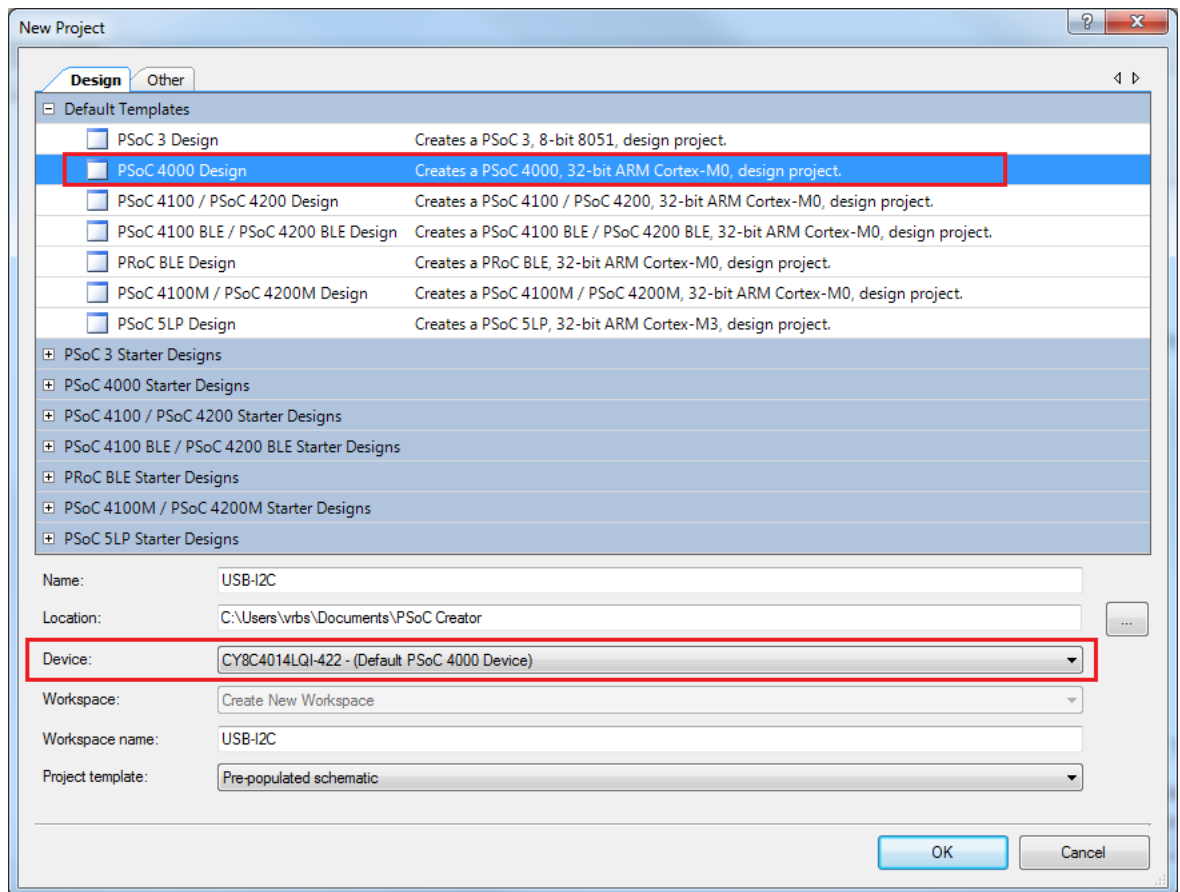 New Project
Design Other
Default Templates
PSoC 3 Design Creates a PSoC 3, 8-bit 8051, design project.
PSoC 4000 Design Creates a PSoC 4000, 32-bit ARM Cortex-M0, design project.
PSoC 4100 / PSoC 4200 Design Creates a PSoC 4100 / PSoC 4200, 32-bit ARM Cortex-M0, design project.
PSoC 4100 BLE / PSoC 4200 BLE Design Creates a PSoC 4100 BLE / PSoC 4200 BLE, 32-bit ARM Cortex-M0, design project.
PRoC BLE Design Creates a PRoC BLE, 32-bit ARM Cortex-M0, design project.
PSoC 4100M / PSoC 4200M Design Creates a PSoC 4100M / PSoC 4200M, 32-bit ARM Cortex-M0, design project.
PSoC 5LP Design Creates a PSoC 5LP, 32-bit ARM Cortex-M3, design project.
PSoC 3 Starter Designs
PSoC 4000 Starter Designs
PSoC 4100 / PSoC 4200 Starter Designs
PSoC 4100 BLE / PSoC 4200 BLE Starter Designs
PRoC BLE Starter Designs
PSoC 4100M / PSoC 4200M Starter Designs
PSoC 5LP Starter Designs
Name: USB-I2C
Location: C:\Users\vrbs\Documents\PSoC Creator ...
Device: CY8C4014LQI-422 - (Default PSoC 4000 Device)
Workspace: Create New Workspace
Workspace name: USB-I2C
Project template: Pre-populated schematic
OK Cancel